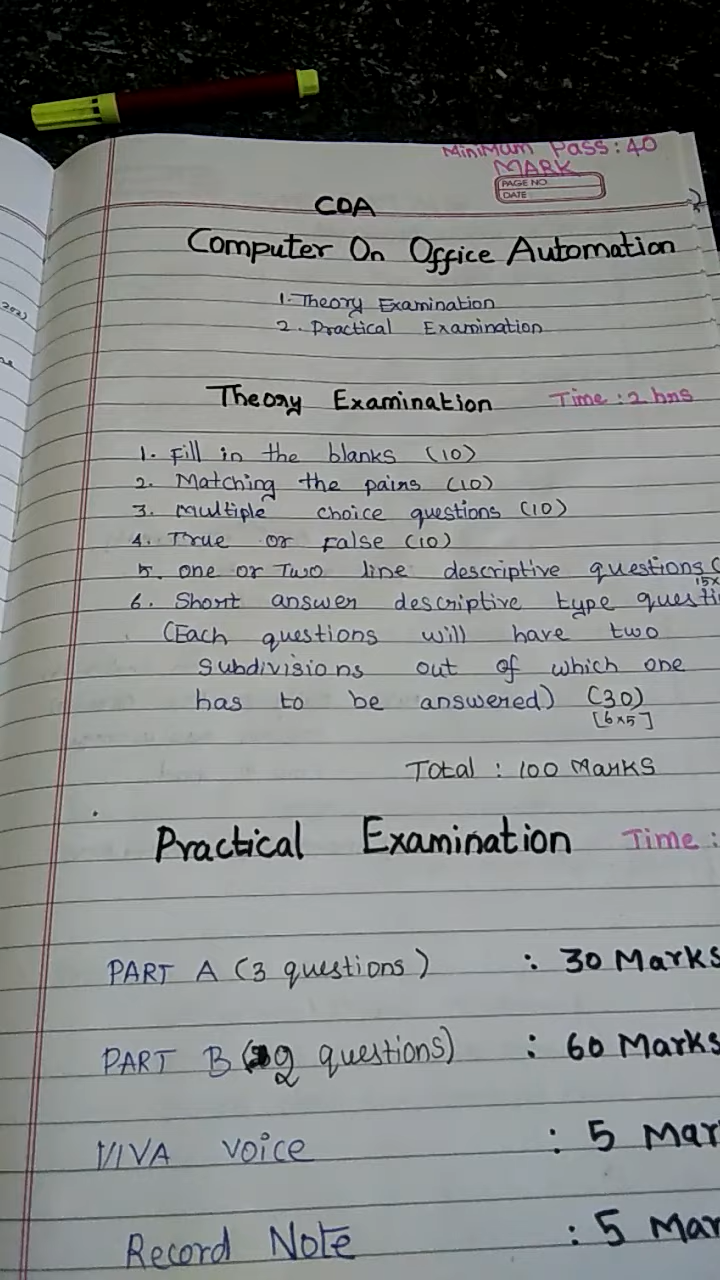 Minimum Pass: 40
MARK
PAGE NO
DATE
COA
Computer On Office Automation
1. Theory Examination
2. Practical Examination
Theory Examination Time: 2 hrs
1. Fill in the blanks (10)
2. Matching the pairs (10)
3. Multiple choice questions (10)
4. True or False (10)
5. One or Two line descriptive questions (
15x
6. Short answer descriptive type questi
(Each questions will have two
subdivisions out of which one
has to be answered) (30)
[6x5]
Total : 100 Marks
Practical Examination Time :
PART A (3 questions) : 30 Marks
PART B (2 questions) : 60 Marks
VIVA voice : 5 Mar
Record Note : 5 Mar